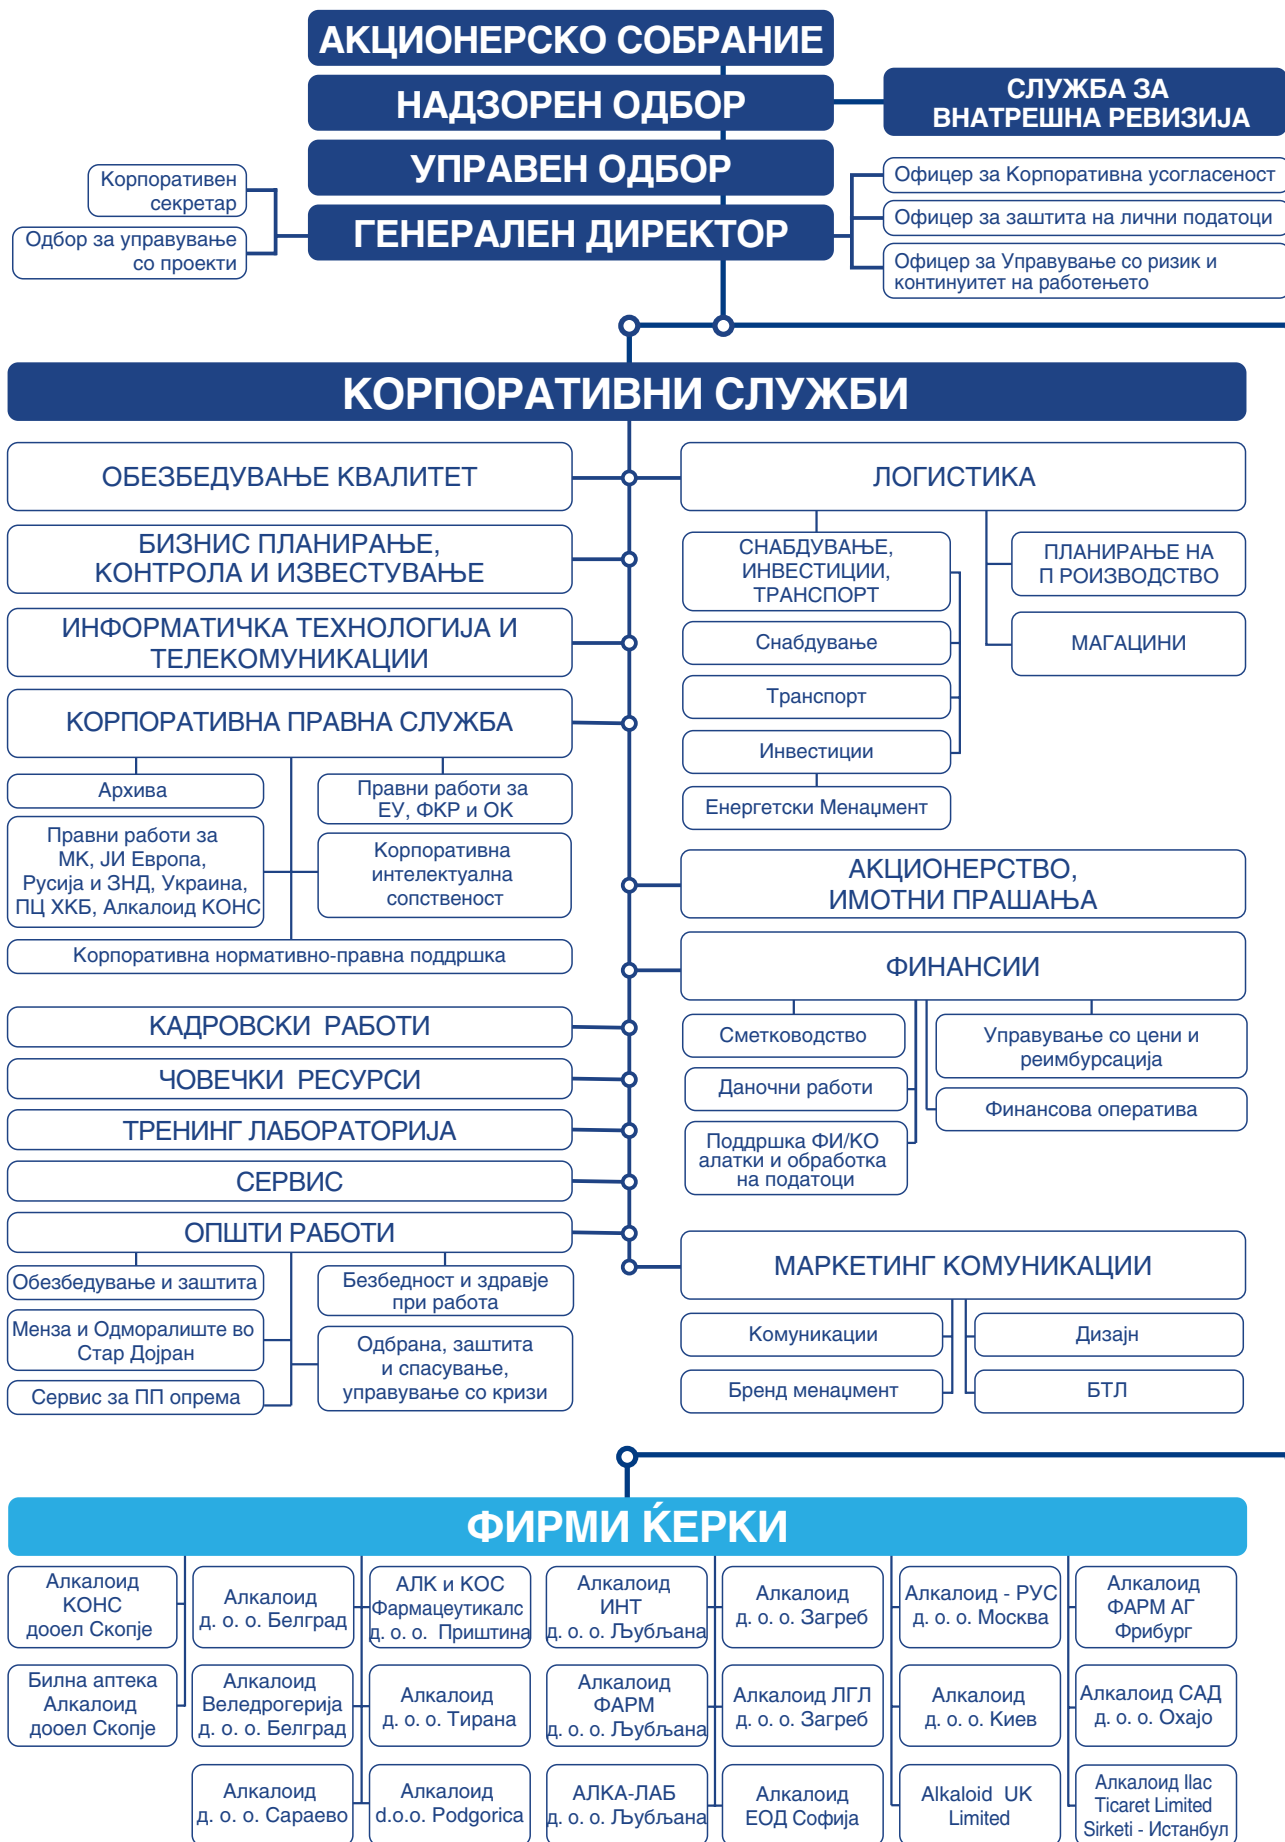 АКЦИОНЕРСКО СОБРАНИЕ
НАДЗОРЕН ОДБОР
СЛУЖБА ЗА
ВНАТРЕШНА РЕВИЗИЈА
УПРАВЕН ОДБОР
ГЕНЕРАЛЕН ДИРЕКТОР
Корпоративен
секретар
Одбор за управување
со проекти
Офицер за Корпоративна усогласеност
Офицер за заштита на лични податоци
Офицер за Управување со ризик и
континуитет на работењето
КОРПОРАТИВНИ СЛУЖБИ
ОБЕЗБЕДУВАЊЕ КВАЛИТЕТ
БИЗНИС ПЛАНИРАЊЕ,
КОНТРОЛА И ИЗВЕСТУВАЊЕ
ИНФОРМАТИЧКА ТЕХНОЛОГИЈА И
ТЕЛЕКОМУНИКАЦИИ
КОРПОРАТИВНА ПРАВНА СЛУЖБА
Архива
Правни работи за
ЕУ, ФКР и ОК
Правни работи за
МК, ЈИ Европа,
Русија и ЗНД, Украина,
ПЦ ХКБ, Алкалоид КОНС
Корпоративна
интелектуална
сопственост
Корпоративна нормативно-правна поддршка
КАДРОВСКИ РАБОТИ
ЧОВЕЧКИ РЕСУРСИ
ТРЕНИНГ ЛАБОРАТОРИЈА
СЕРВИС
ОПШТИ РАБОТИ
Обезбедување и заштита
Безбедност и здравје
при работа
Менза и Одморалиште во
Стар Дојран
Одбрана, заштита
и спасување,
управување со кризи
Сервис за ПП опрема
ЛОГИСТИКА
СНАБДУВАЊЕ,
ИНВЕСТИЦИИ,
ТРАНСПОРТ
ПЛАНИРАЊЕ НА
П РОИЗВОДСТВО
Снабдување
МАГАЦИНИ
Транспорт
Инвестиции
Енергетски Менаџмент
АКЦИОНЕРСТВО,
ИМОТНИ ПРАШАЊА
ФИНАНСИИ
Сметководство
Управување со цени и
реимбурсација
Даночни работи
Финансова оператива
Поддршка ФИ/КО
алатки и обработка
на податоци
МАРКЕТИНГ КОМУНИКАЦИИ
Комуникации
Дизајн
Бренд менаџмент
БТЛ
ФИРМИ ЌЕРКИ
Алкалоид
КОНС
дооел Скопје
Алкалоид
д. о. о. Белград
АЛК и КОС
Фармацеутикалс
д. о. о. Приштина
Алкалоид
ИНТ
д. о. о. Љубљана
Алкалоид
д. о. о. Загреб
Алкалоид - РУС
д. о. о. Москва
Алкалоид
ФАРМ АГ
Фрибург
Билна аптека
Алкалоид
дооел Скопје
Алкалоид
Веледрогерија
д. о. о. Белград
Алкалоид
д. о. о. Тирана
Алкалоид
ФАРМ
д. о. о. Љубљана
Алкалоид ЛГЛ
д. о. о. Загреб
Алкалоид
д. о. о. Киев
Алкалоид САД
д. о. о. Охајо
Алкалоид
д. о. о. Сараево
Алкалоид
d.o.o. Podgorica
АЛКА-ЛАБ
д. о. о. Љубљана
Алкалоид
ЕОД Софија
Alkaloid UK
Limited
Алкалоид Ilac
Ticaret Limited
Sirketi - Истанбул